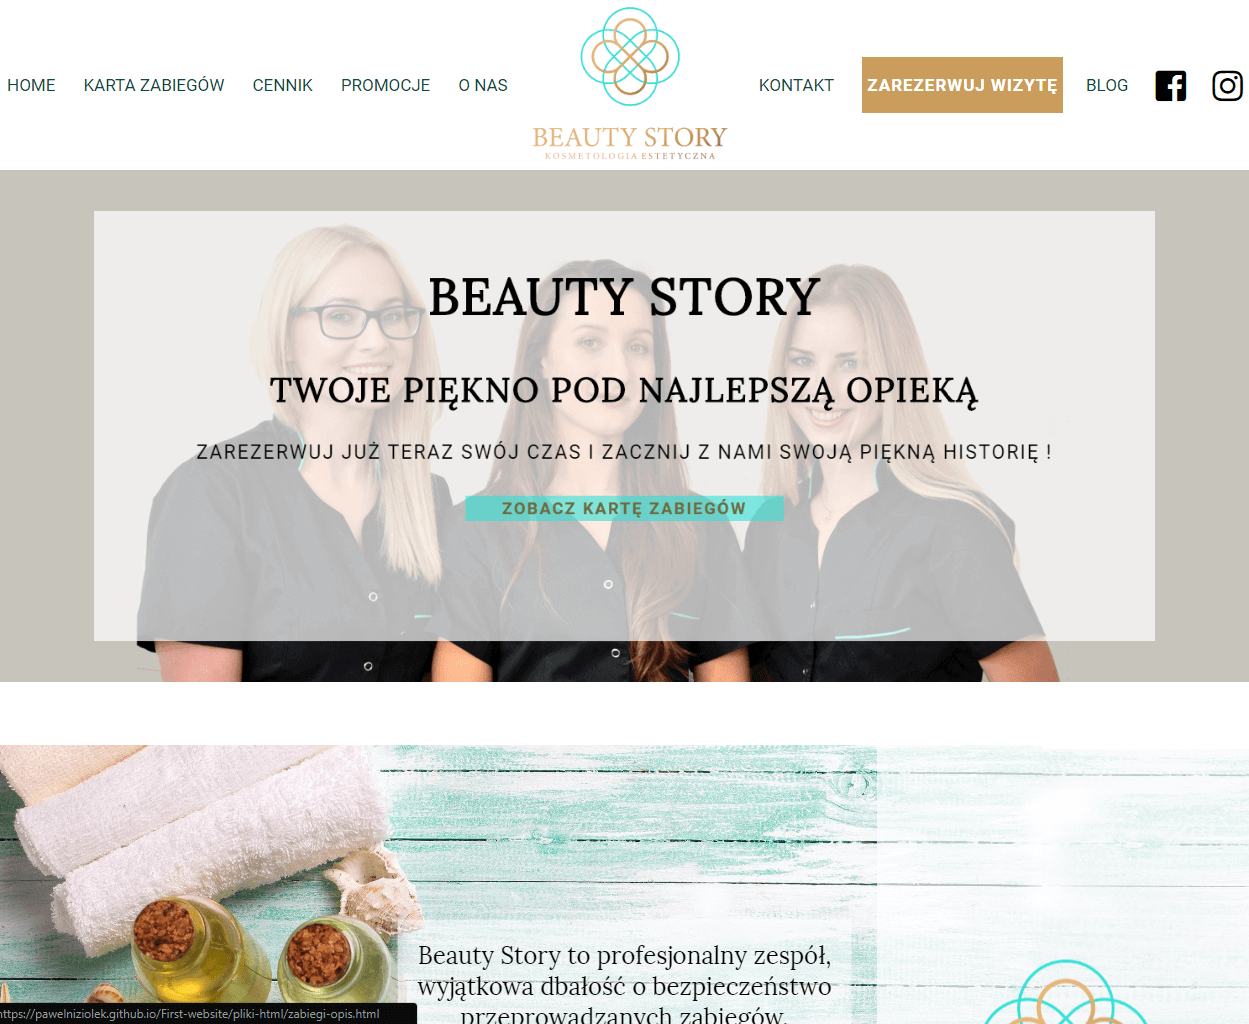 HOME KARTA ZABIEGÓW CENNIK PROMOCJE O NAS
BEAUTY STORY
KOSMETOLOGIA ESTETYCZNA
KONTAKT ZAREZERWUJ WIZYTĘ BLOG
BEAUTY STORY
TWOJE PIĘKNO POD NAJLEPSZĄ OPIEKĄ
ZAREZERWUJ JUŻ TERAZ SWÓJ CZAS I ZACZNIJ Z NAMI SWOJĄ PIĘKNĄ HISTORIĘ !
ZOBACZ KARTĘ ZABIEGÓW
Beauty Story to profesjonalny zespół,
wyjątkowa dbałość o bezpieczeństwo
przeprowadzanych zabiegów,
https://pawelniziolek.github.io/First-website/pliki-html/zabiegi-opis.html